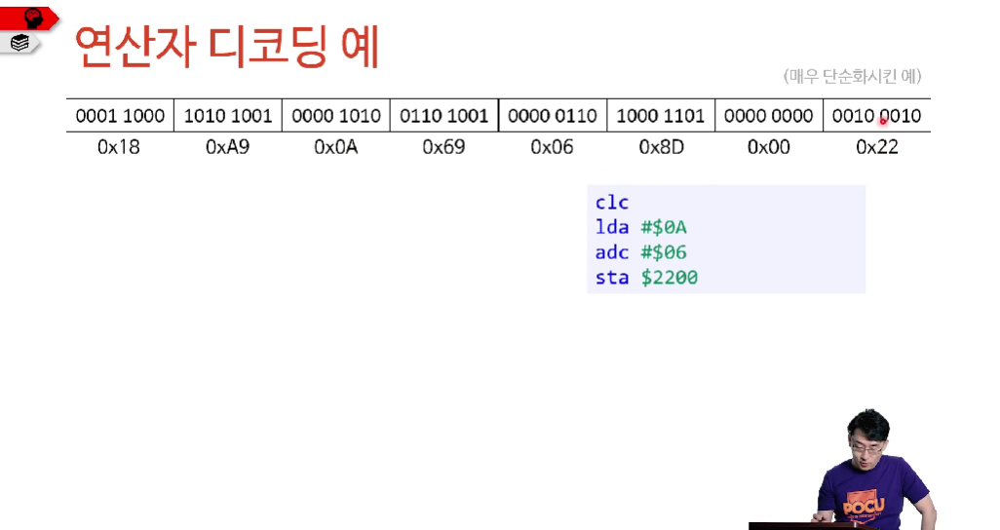 연산자 디코딩 예
(매우 단순화시킨 예)
0001 1000 1010 1001 0000 1010 0110 1001 0000 0110 1000 1101 0000 0000 0010 0010
0x18 0xA9 0x0A 0x69 0x06 0x8D 0x00 0x22
clc
lda #$0A
adc #$06
sta $2200
POCU